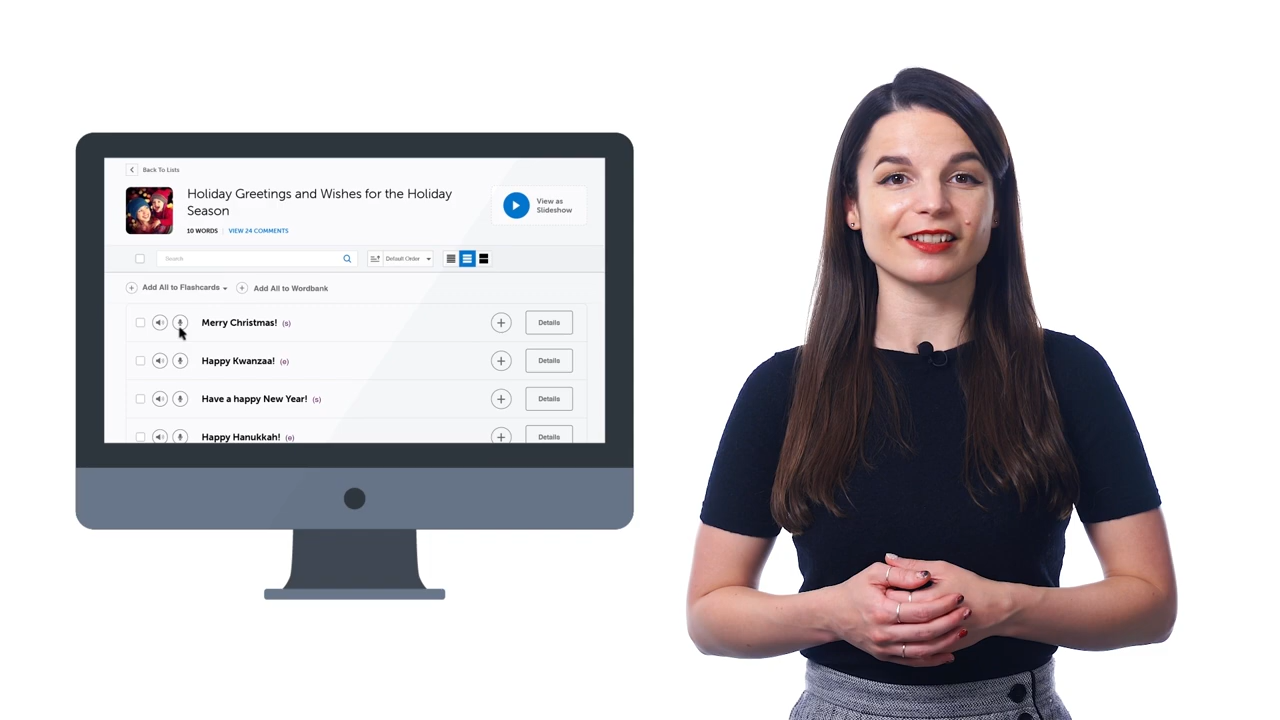 Back To Lists
Holiday Greetings and Wishes for the Holiday
Season
View as
Slideshow
10 WORDS
VIEW 24 COMMENTS
Search
Default Order
Add All to Flashcards
Add All to Wordbank
Merry Christmas! (s)
Details
Happy Kwanzaa! (e)
Details
Have a happy New Year! (s)
Details
Happy Hanukkah! (e)
Details